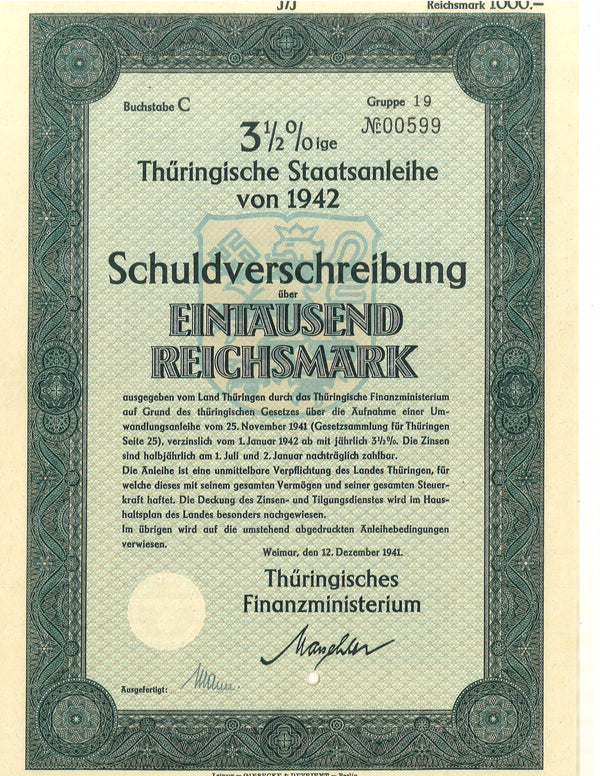 J/J Reichsmark 1000,—
Buchstabe C Gruppe 19
№ 00599
3½% ige
Thüringische Staatsanleihe
von 1942
Schuldverschreibung
über
EINTAUSEND
REICHSMARK
ausgegeben vom Land Thüringen durch das Thüringische Finanzministerium
auf Grund des thüringischen Gesetzes über die Aufnahme einer Um-
wandlungsanleihe vom 25. November 1941 (Gesetzsammlung für Thüringen
Seite 25), verzinslich vom 1. Januar 1942 ab mit jährlich 3½%. Die Zinsen
sind halbjährlich am 1. Juli und 2. Januar nachträglich zahlbar.
Die Anleihe ist eine unmittelbare Verpflichtung des Landes Thüringen, für
welche dieses mit seinem gesamten Vermögen und seiner gesamten Steuer-
kraft haftet. Die Deckung des Zinsen- und Tilgungsdienstes wird im Haus-
haltsplan des Landes besonders nachgewiesen.
Im übrigen wird auf die umstehend abgedruckten Anleihebedingungen
verwiesen.
Weimar, den 12. Dezember 1941.
Thüringisches
Finanzministerium
Ausgefertigt:
Leipzig — GIESECKE & DEVRIENT — Berlin